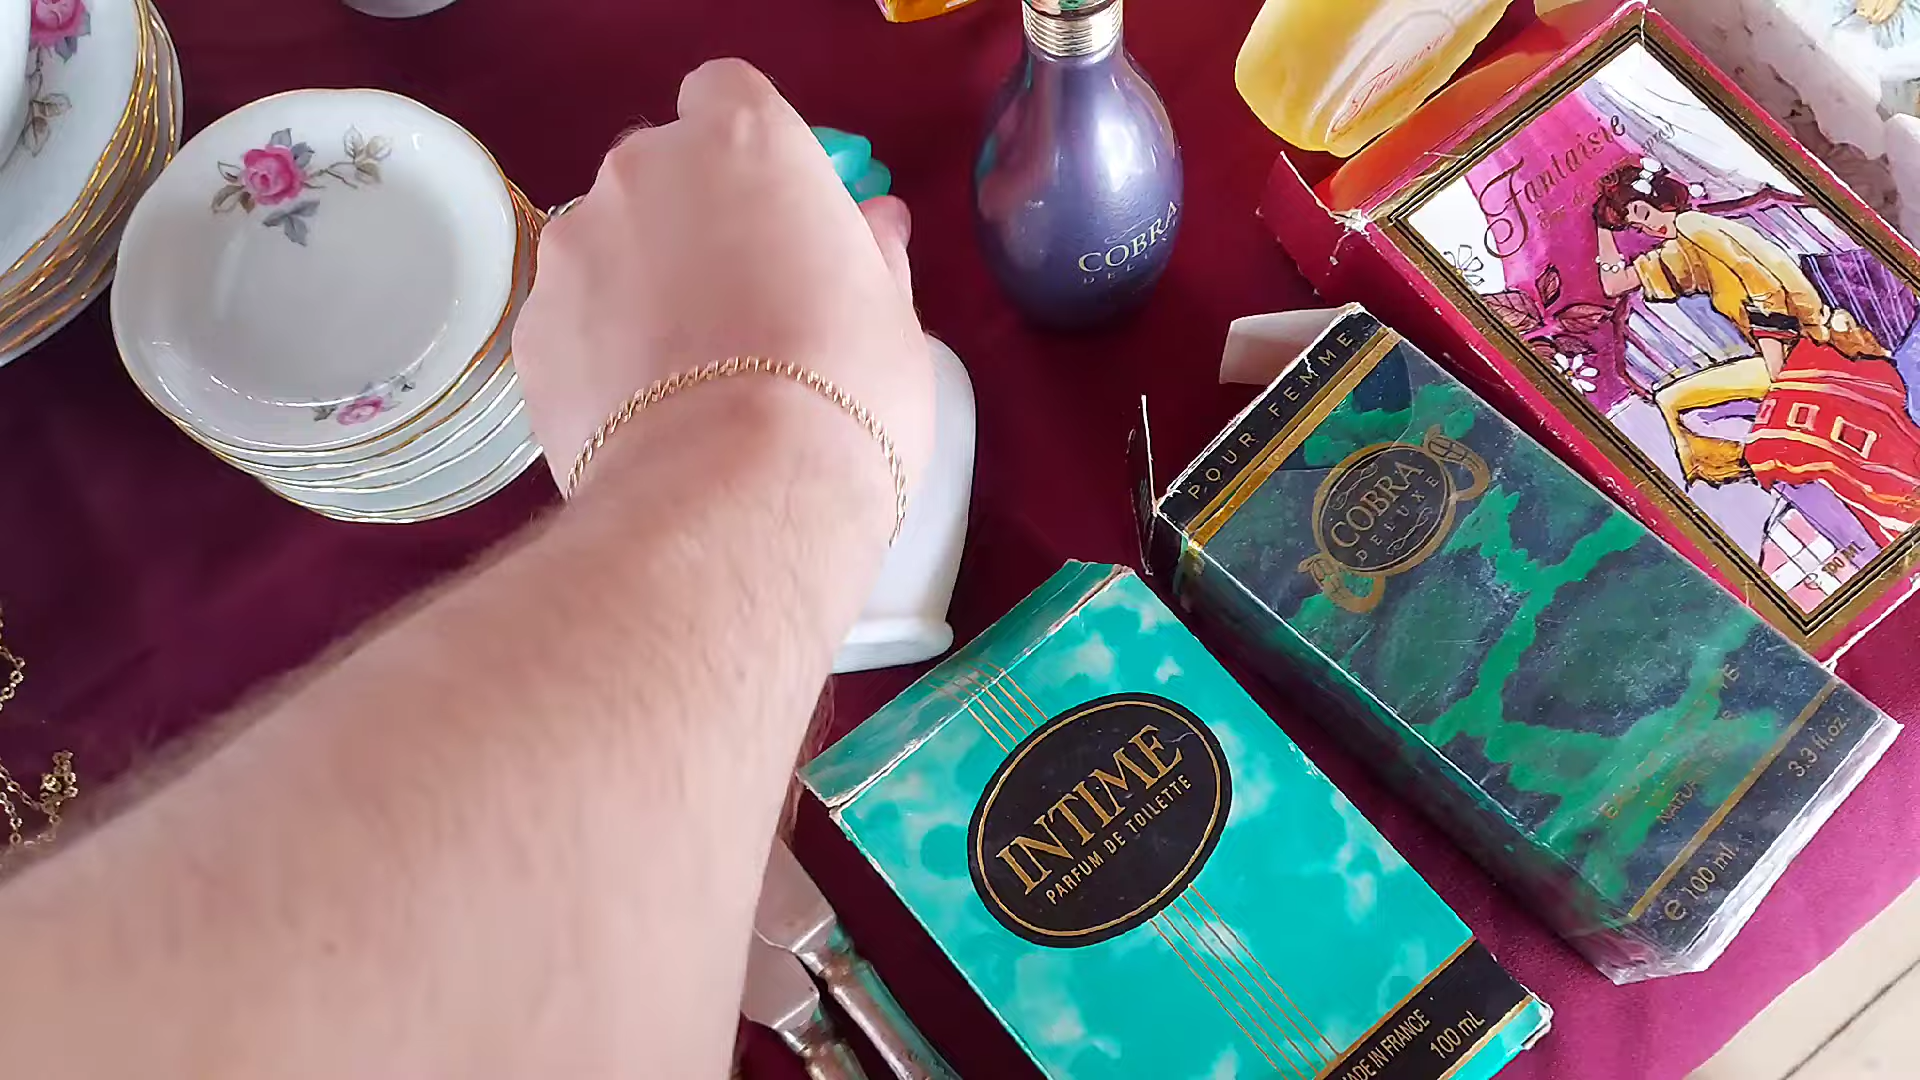 COBRA
DELUXE
Fantaisie
Fantaisie
100 ML
POUR FEMME
COBRA
DELUXE
3.3 fl.oz
e 100 ml
INTIME
PARFUM DE TOILETTE
MADE IN FRANCE
100 mL